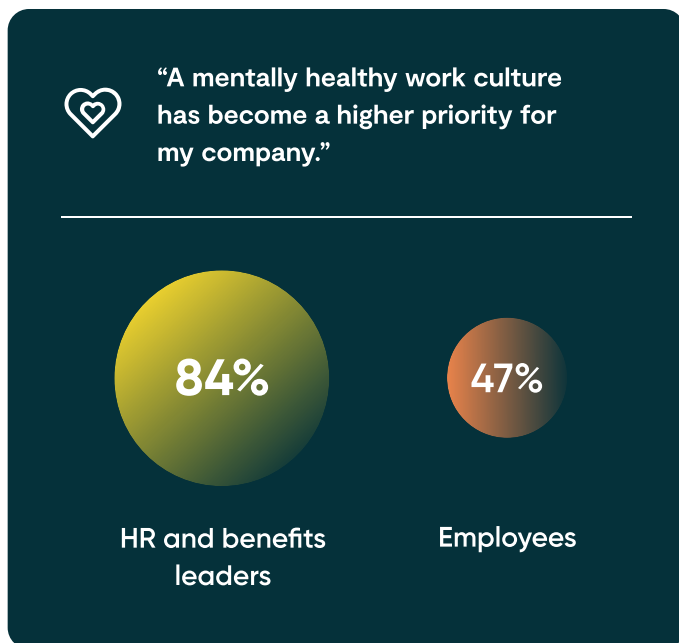 “A mentally healthy work culture
has become a higher priority for
my company.”
84%
47%
HR and benefits
leaders
Employees